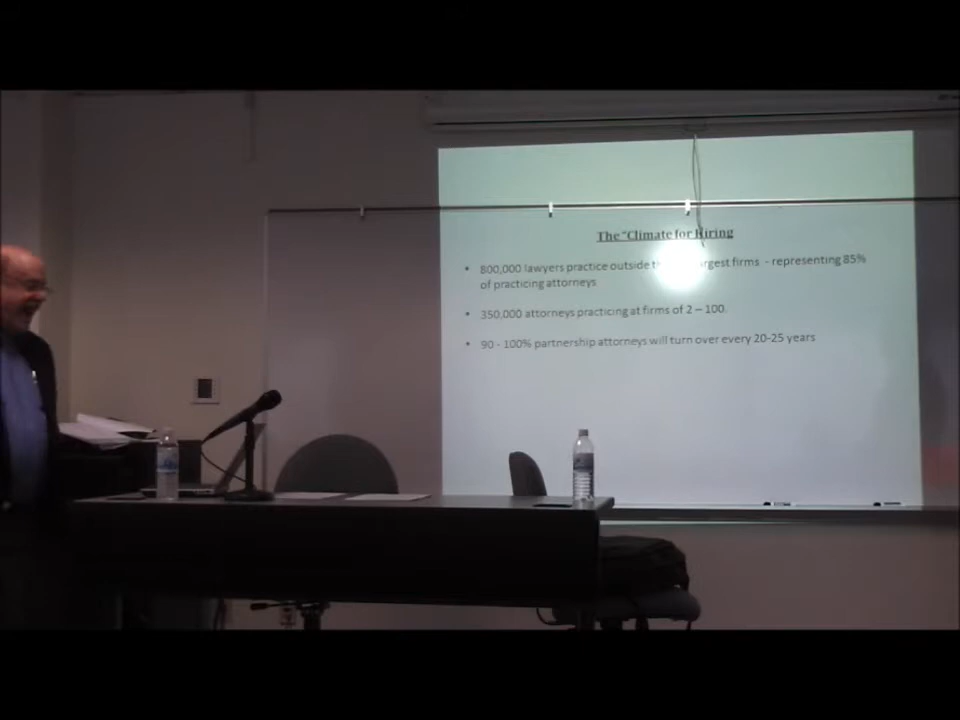 The "Climate for Hiring
• 800,000 lawyers practice outside firms - representing 85%
of practicing attorneys
• 350,000 attorneys practicing at firms of 2 – 100.
• 90 - 100% partnership attorneys will turn over every 20-25 years